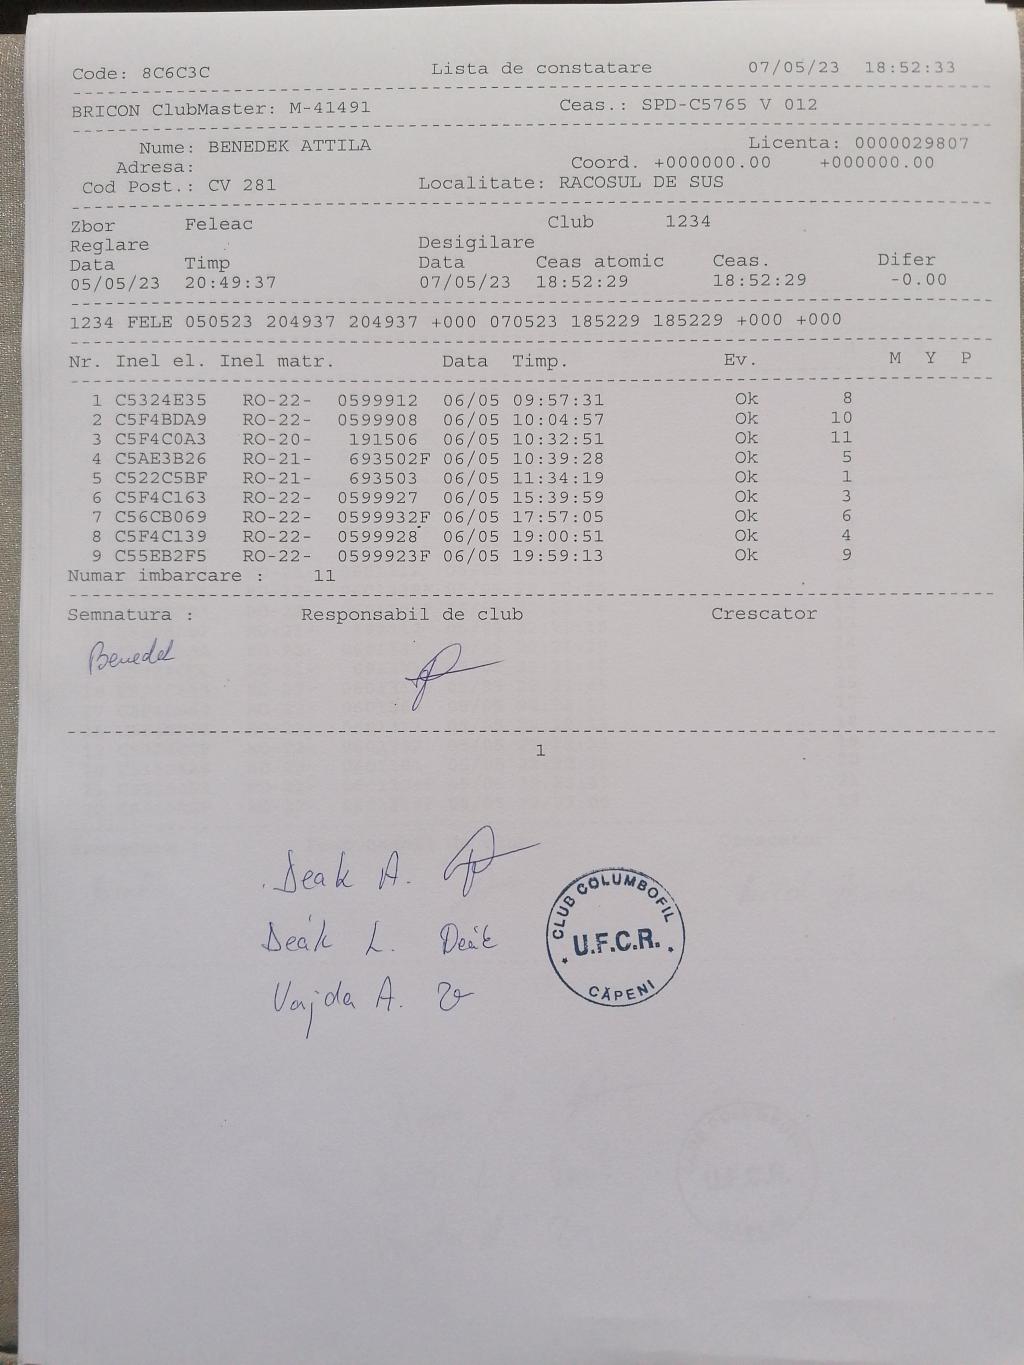 Code: 8C6C3C Lista de constatare 07/05/23 18:52:33
BRICON ClubMaster: M-41491 Ceas.: SPD-C5765 V 012
Nume: BENEDEK ATTILA Licenta: 0000029807
Adresa: Coord. +000000.00 +000000.00
Cod Post.: CV 281 Localitate: RACOSUL DE SUS
Zbor Feleac Club 1234
Reglare Desigilare
Data Timp Data Ceas atomic Ceas. Difer
05/05/23 20:49:37 07/05/23 18:52:29 18:52:29 -0.00
1234 FELE 050523 204937 204937 +000 070523 185229 185229 +000 +000
Nr. Inel el. Inel matr. Data Timp. Ev. M Y P
1 C5324E35 RO-22- 0599912 06/05 09:57:31 Ok 8
2 C5F4BDA9 RO-22- 0599908 06/05 10:04:57 Ok 10
3 C5F4C0A3 RO-20- 191506 06/05 10:32:51 Ok 11
4 C5AE3B26 RO-21- 693502F 06/05 10:39:28 Ok 5
5 C522C5BF RO-21- 693503 06/05 11:34:19 Ok 1
6 C5F4C163 RO-22- 0599927 06/05 15:39:59 Ok 3
7 C56CB069 RO-22- 0599932F 06/05 17:57:05 Ok 6
8 C5F4C139 RO-22- 0599928 06/05 19:00:51 Ok 4
9 C55EB2F5 RO-22- 0599923F 06/05 19:59:13 Ok 9
Numar imbarcare : 11
Semnatura : Responsabil de club Crescator
Benedek
1
Deak A.
Deák L. Deák
Vajda A.
CLUB COLUMBOFIL
U.F.C.R.
CĂPENI